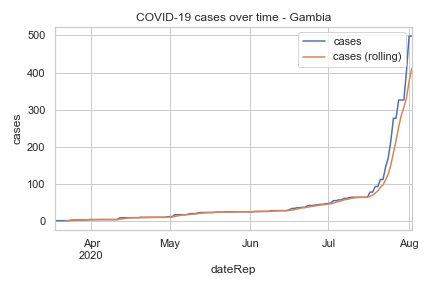 COVID-19 cases over time - Gambia
cases
cases (rolling)
500
400
300
200
100
0
cases
Apr
2020
May
Jun
Jul
Aug
dateRep